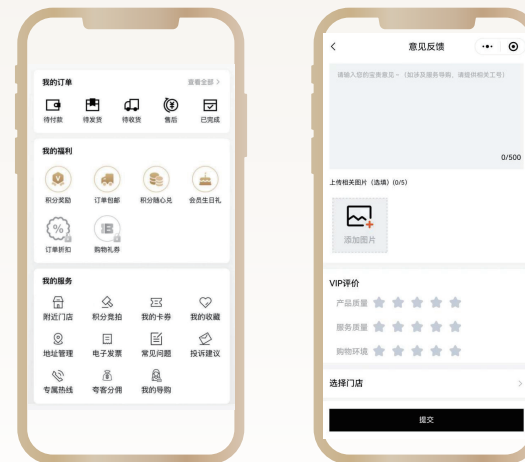 我的订单 查看全部 >
待付款 待发货 待收货 售后 已完成
我的福利
积分奖励 订单包邮 积分随心兑 会员生日礼
订单折扣 购物礼券
我的服务
附近门店 积分竞拍 我的卡券 我的收藏
地址管理 电子发票 常见问题 投诉建议
专属热线 夸客分佣 我的导购
意见反馈
请输入您的宝贵意见~（如涉及服务导购，请提供相关工号）
0/500
上传相关图片（选填）(0/5)
添加图片
VIP评价
产品质量
服务质量
购物环境
选择门店 >
提交